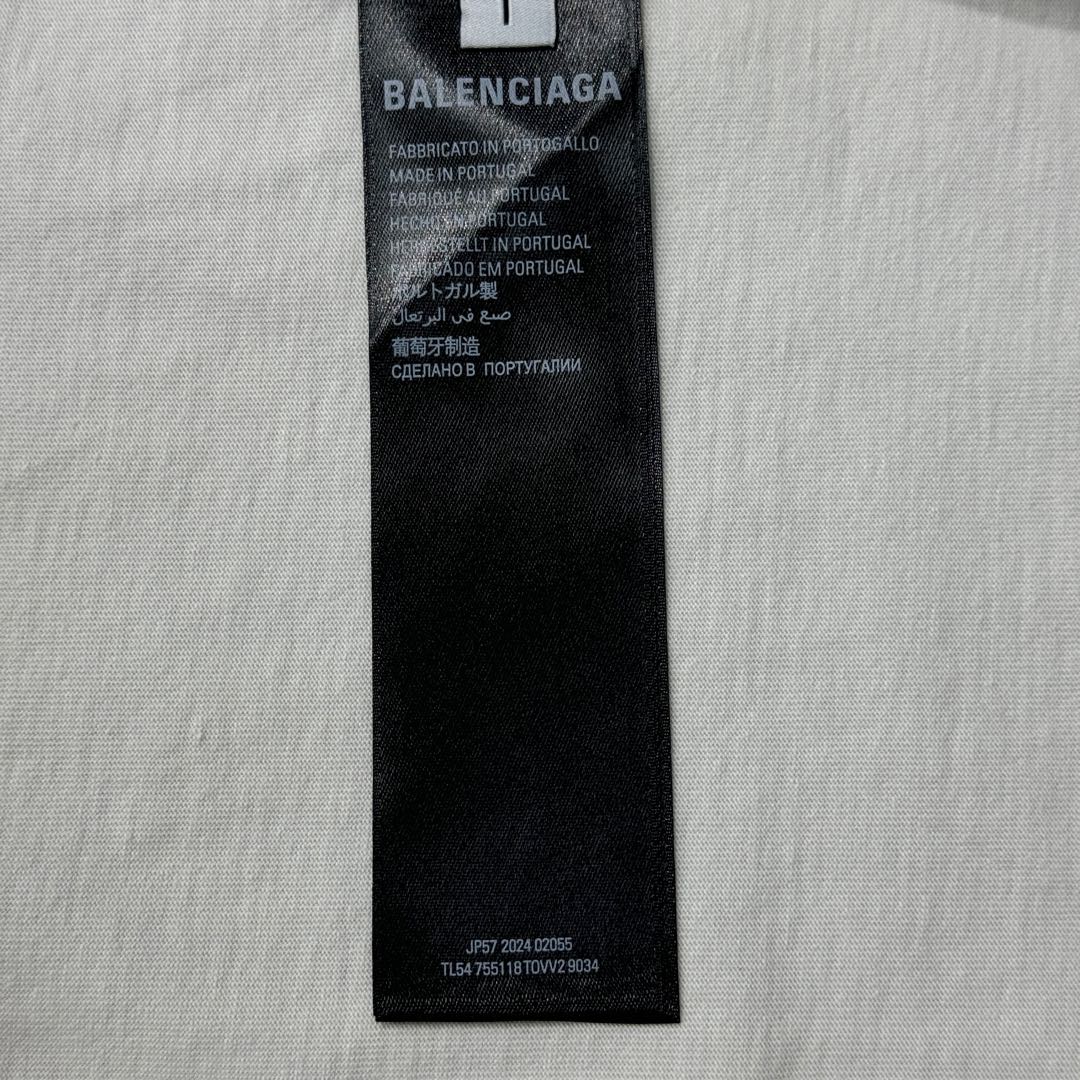 BALENCIAGA
FABBRICATO IN PORTOGALLO
MADE IN PORTUGAL
FABRIQUÉ AU PORTUGAL
HECHO EN PORTUGAL
HERGESTELLT IN PORTUGAL
FABRICADO EM PORTUGAL
ポルトガル製
صنع في البرتغال
葡萄牙制造
СДЕЛАНО В ПОРТУГАЛИИ
JP57 2024 02055
TL54 755118 TOVV2 9034